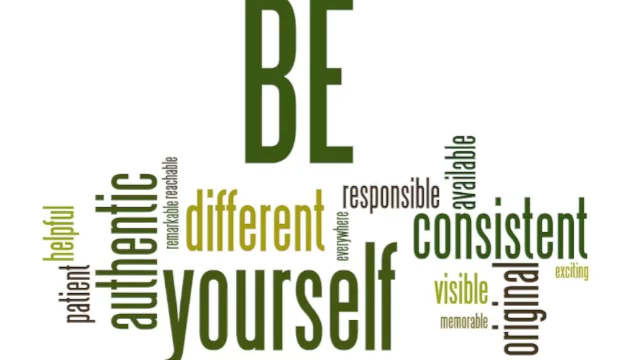 BE
helpful
patient
authentic
remarkable
reachable
different
everywhere
responsible
available
consistent
yourself
visible
exciting
memorable
original